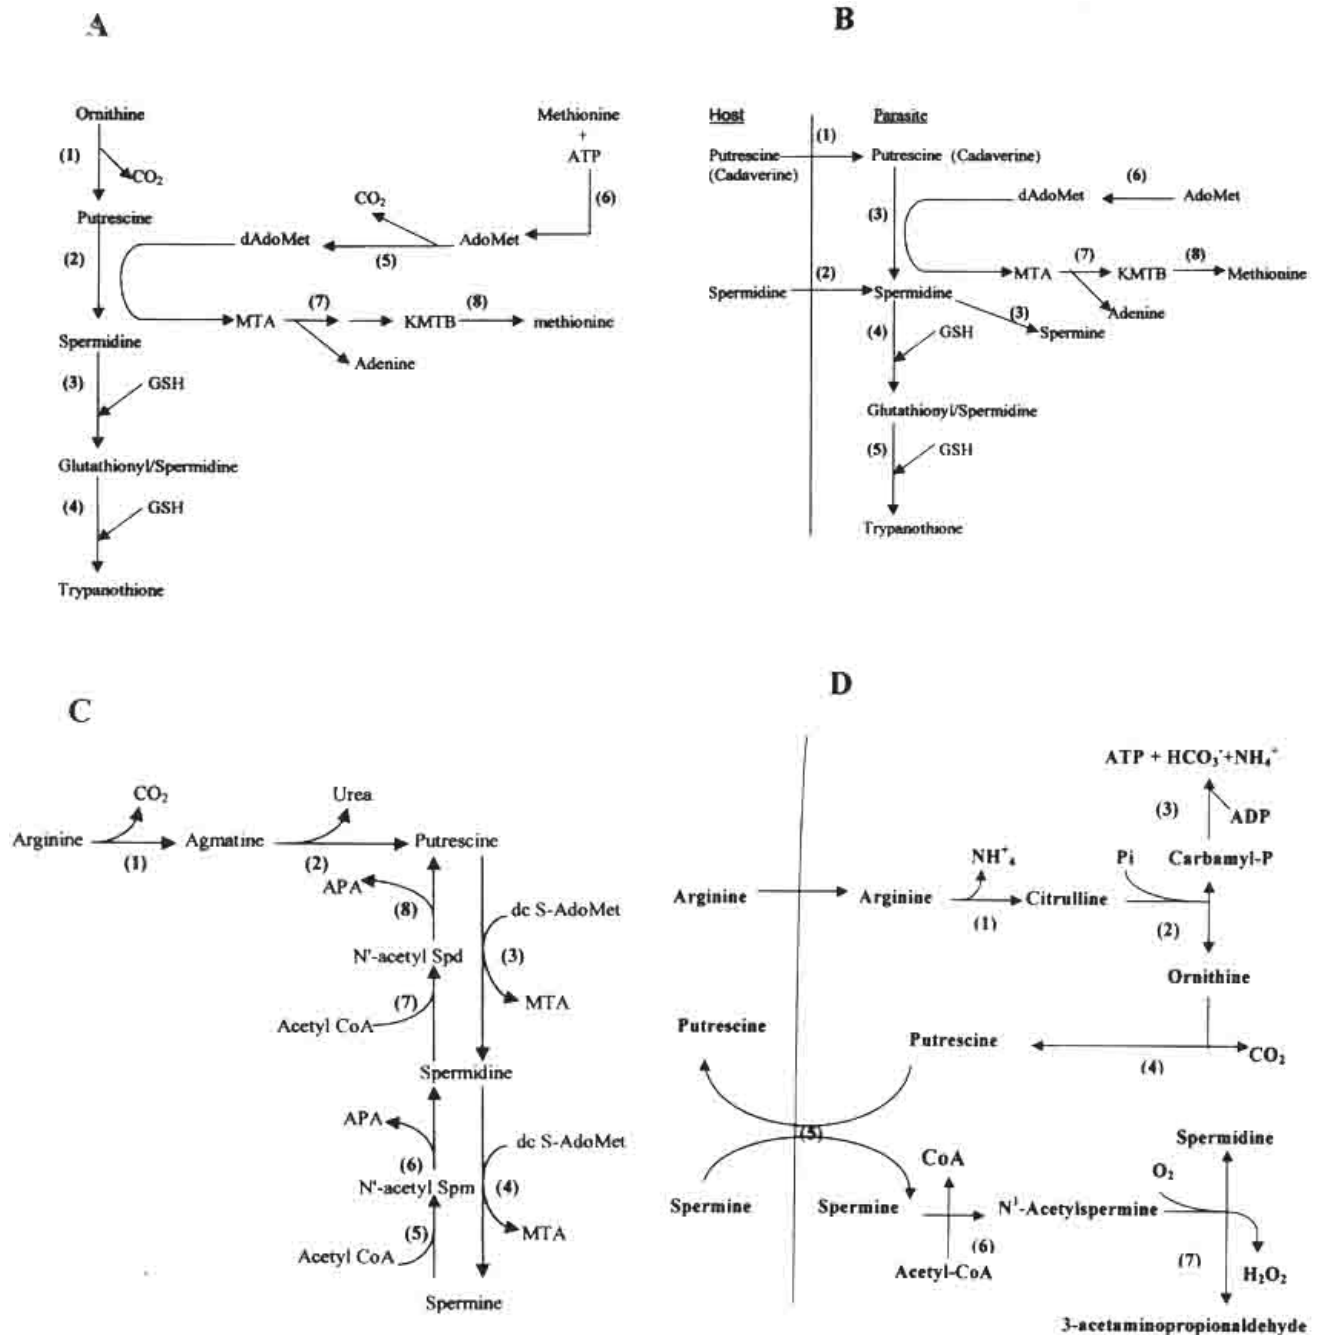 A
Ornithine
(1)
CO₂
Putrescine
(2)
Spermidine
(3)
GSH
Glutathionyl/Spermidine
(4)
GSH
Trypanothione
Methionine
+
ATP
(6)
CO₂
dAdoMet
(5)
AdoMet
MTA
(7)
KMTB
(8)
methionine
Adenine
B
Host
Parasite
(1)
Putrescine
(Cadaverine)
Putrescine (Cadaverine)
(6)
dAdoMet
AdoMet
(3)
(7)
(8)
MTA
KMTB
Methionine
Adenine
Spermidine
(2)
Spermidine
(3)
Spermine
(4)
GSH
Glutathionyl/Spermidine
(5)
GSH
Trypanothione
C
CO₂
Urea
Arginine
(1)
Agmatine
(2)
Putrescine
APA
(8)
dc S-AdoMet
N'-acetyl Spd
(3)
(7)
MTA
Acetyl CoA
Spermidine
APA
(6)
dc S-AdoMet
N'-acetyl Spm
(4)
(5)
MTA
Acetyl CoA
Spermine
D
ATP + HCO₃⁻+NH₄⁺
(3)
ADP
NH⁺₄
Pi
Carbamyl-P
Arginine
Arginine
(1)
Citrulline
(2)
Ornithine
Putrescine
Putrescine
(4)
CO₂
(5)
Spermine
Spermine
CoA
(6)
Acetyl-CoA
N¹-Acetylspermine
O₂
Spermidine
(7)
H₂O₂
3-acetaminopropionaldehyde